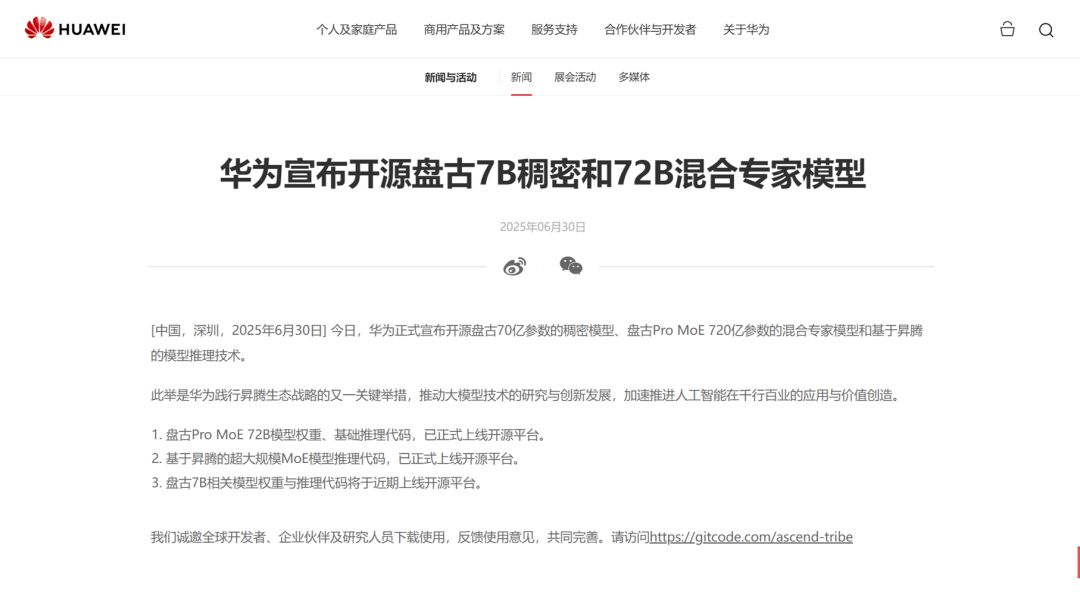 HUAWEI
个人及家庭产品 商用产品及方案 服务支持 合作伙伴与开发者 关于华为
新闻与活动 新闻 展会活动 多媒体
华为宣布开源盘古7B稠密和72B混合专家模型
2025年06月30日
[中国，深圳，2025年6月30日] 今日，华为正式宣布开源盘古70亿参数的稠密模型、盘古Pro MoE 720亿参数的混合专家模型和基于昇腾
的模型推理技术。
此举是华为践行昇腾生态战略的又一关键举措，推动大模型技术的研究与创新发展，加速推进人工智能在千行百业的应用与价值创造。
1. 盘古Pro MoE 72B模型权重、基础推理代码，已正式上线开源平台。
2. 基于昇腾的超大规模MoE模型推理代码，已正式上线开源平台。
3. 盘古7B相关模型权重与推理代码将于近期上线开源平台。
我们诚邀全球开发者、企业伙伴及研究人员下载使用，反馈使用意见，共同完善。请访问https://gitcode.com/ascend-tribe